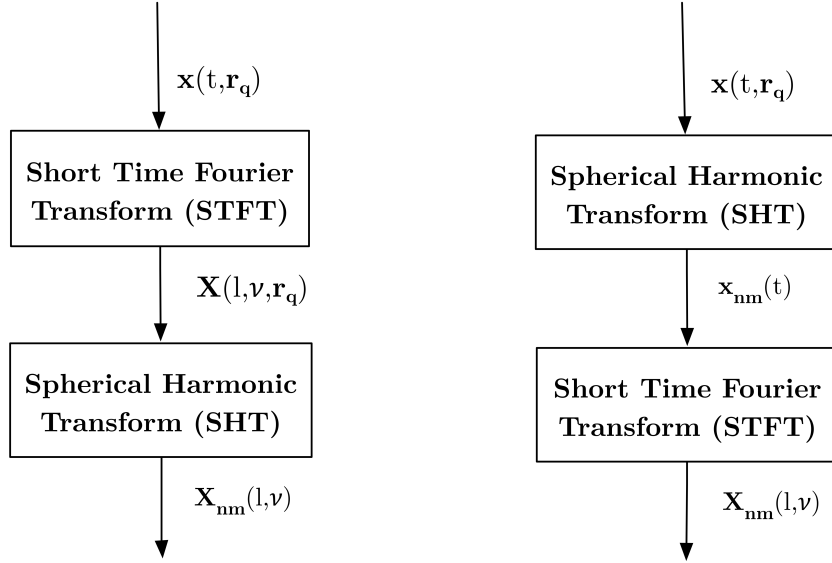 x(t,r_q)
Short Time Fourier
Transform (STFT)
X(l,ν,r_q)
Spherical Harmonic
Transform (SHT)
X_nm(l,ν)
x(t,r_q)
Spherical Harmonic
Transform (SHT)
x_nm(t)
Short Time Fourier
Transform (STFT)
X_nm(l,ν)